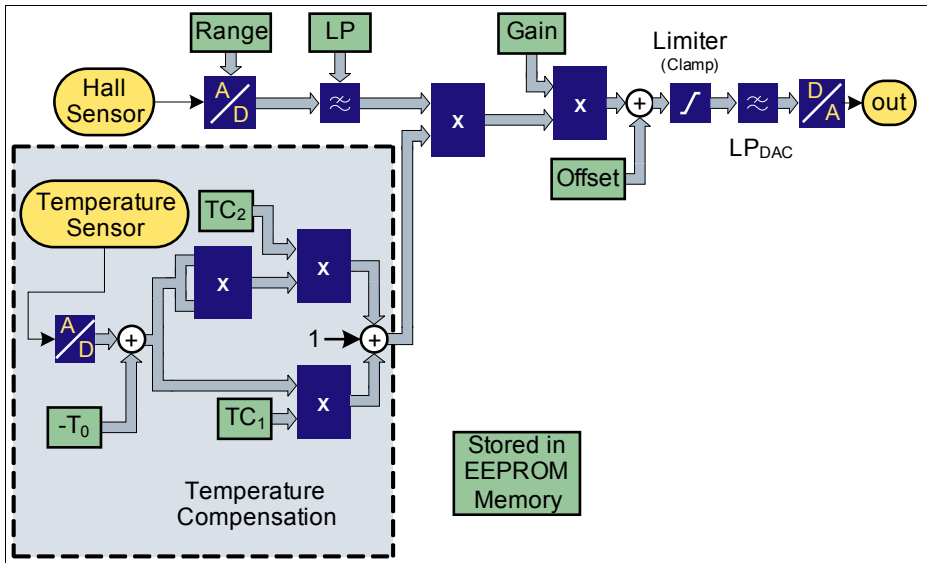 Range
LP
Gain
Limiter
(Clamp)
Hall
Sensor
A
D
x
x
D
A
out
LPDAC
Offset
Temperature
Sensor
TC2
x
x
A
D
1
-T0
TC1
x
Temperature
Compensation
Stored in
EEPROM
Memory